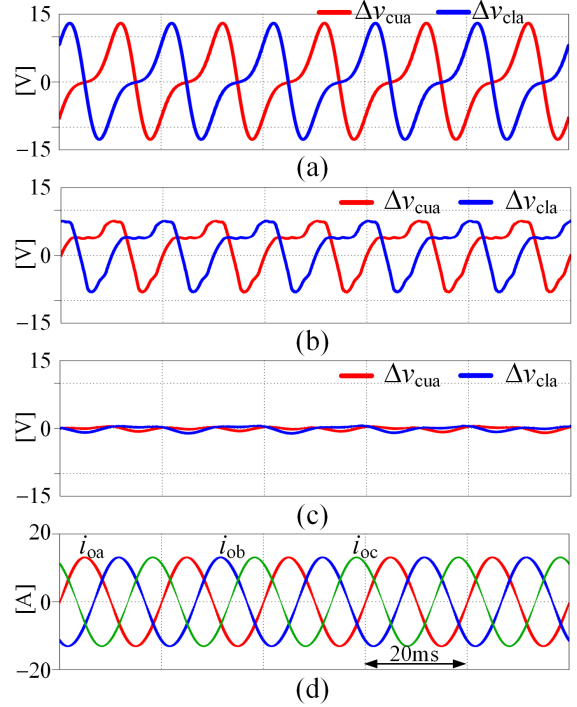 15
Δvcua Δvcla
[V]
0
−15
(a)
15
Δvcua Δvcla
[V]
0
−15
(b)
15
Δvcua Δvcla
[V]
0
−15
(c)
20
ioa iob ioc
[A]
0
20ms
−20
(d)